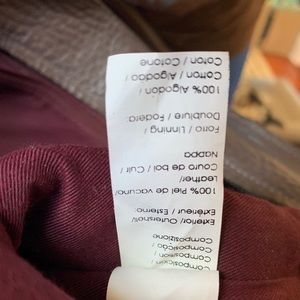 Composition /
Composição /
Composizione
Exterior/ Outershell/
Extérieur / Esterno
100% Piel de vacuno/
Leather/
Couro de boi / Cuir /
Nappa
Forro / Linning /
Doublure / Fodera:
100% Algodón /
Cotton / Algodão /
Coton / Cotone